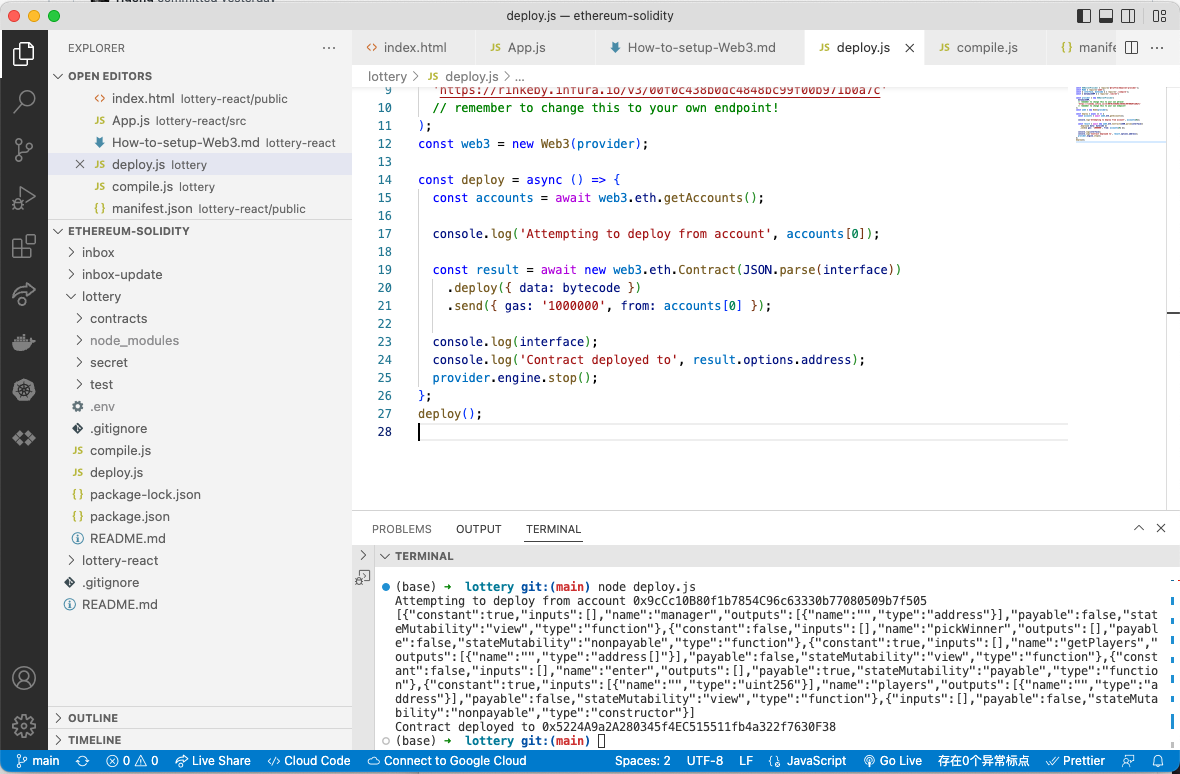 deploy.js — ethereum-solidity
EXPLORER
OPEN EDITORS
index.html lottery-react/public
App.js lottery-react/src
How-to-setup-Web3.md lottery-react
deploy.js lottery
compile.js lottery
manifest.json lottery-react/public
ETHEREUM-SOLIDITY
inbox
inbox-update
lottery
contracts
node_modules
secret
test
.env
.gitignore
compile.js
deploy.js
package-lock.json
package.json
README.md
lottery-react
.gitignore
README.md
OUTLINE
TIMELINE
index.html App.js How-to-setup-Web3.md deploy.js compile.js manife
lottery > JS deploy.js > ...
9 'https://rinkeby.infura.io/v3/00f0c438b0dc4848bc99f00b971b0a7c'
10 // remember to change this to your own endpoint!
11 );
12 const web3 = new Web3(provider);
13
14 const deploy = async () => {
15 const accounts = await web3.eth.getAccounts();
16
17 console.log('Attempting to deploy from account', accounts[0]);
18
19 const result = await new web3.eth.Contract(JSON.parse(interface))
20 .deploy({ data: bytecode })
21 .send({ gas: '1000000', from: accounts[0] });
22
23 console.log(interface);
24 console.log('Contract deployed to', result.options.address);
25 provider.engine.stop();
26 };
27 deploy();
28
PROBLEMS OUTPUT TERMINAL
TERMINAL
(base) ➜ lottery git:(main) node deploy.js
Attempting to deploy from account 0x9cCc10B80f1b7854C96c63330b77080509b7f505
[{"constant":true,"inputs":[],"name":"manager","outputs":[{"name":"","type":"address"}],"payable":false,"stat
eMutability":"view","type":"function"},{"constant":false,"inputs":[],"name":"pickWinner","outputs":[],"payabl
e":false,"stateMutability":"nonpayable","type":"function"},{"constant":true,"inputs":[],"name":"getPlayers","
outputs":[{"name":"","type":"address[]"}],"payable":false,"stateMutability":"view","type":"function"},{"const
ant":false,"inputs":[],"name":"enter","outputs":[],"payable":true,"stateMutability":"payable","type":"functio
n"},{"constant":true,"inputs":[{"name":"","type":"uint256"}],"name":"players","outputs":[{"name":"","type":"a
ddress"}],"payable":false,"stateMutability":"view","type":"function"},{"inputs":[],"payable":false,"stateMuta
bility":"nonpayable","type":"constructor"}]
Contract deployed to 0x5224A9a2A280345f4EC515511fb4a322f7630F38
(base) ➜ lottery git:(main)
main 0 0 Live Share Cloud Code Connect to Google Cloud Spaces: 2 UTF-8 LF JavaScript Go Live 存在0个异常标点 Prettier